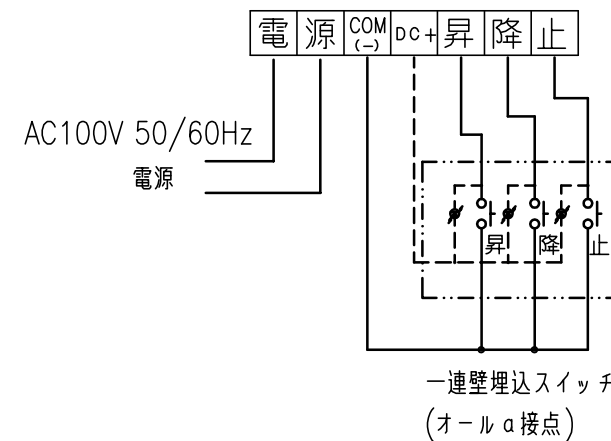 電 源 COM(-) DC+ 昇 降 止
AC100V 50/60Hz
電源
昇 降 止
一連壁埋込スイッチ
(オールa接点)